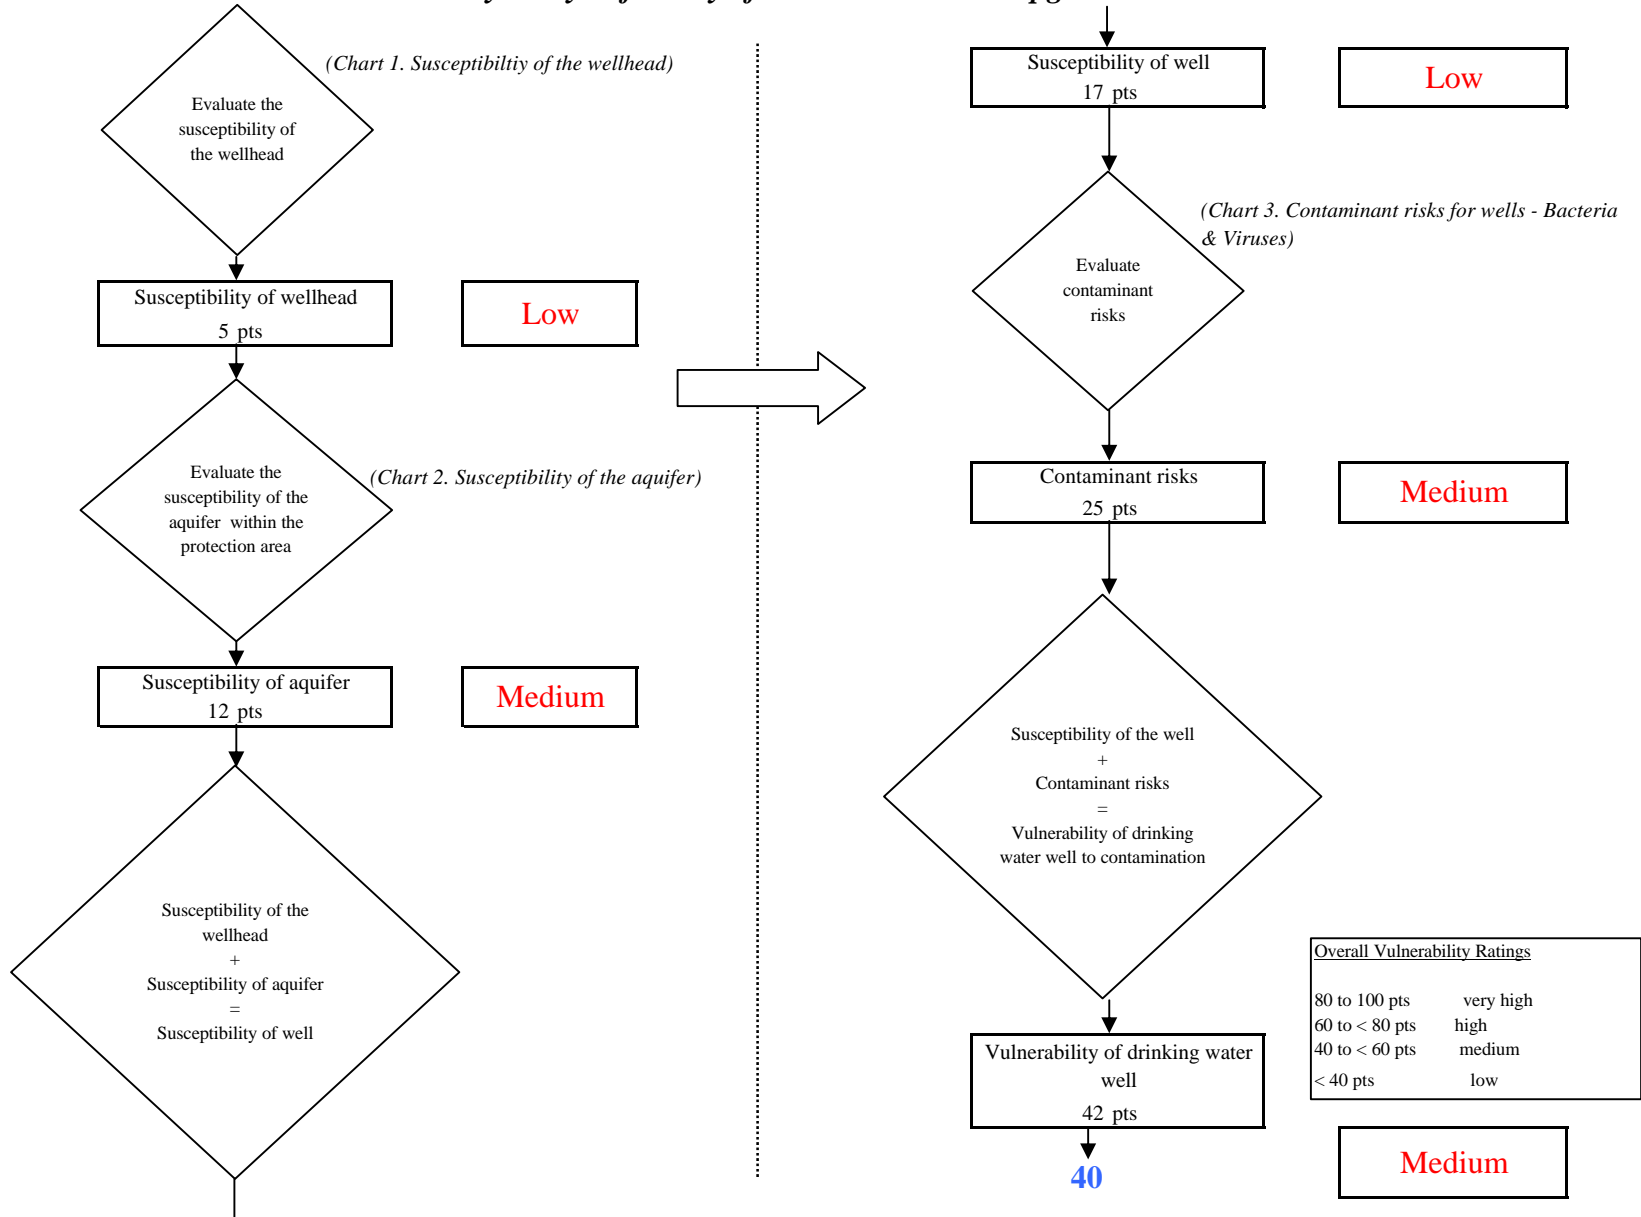 (Chart 1. Susceptibiltiy of the wellhead)
Evaluate the
susceptibility of
the wellhead
Susceptibility of wellhead
5 pts
Low
Evaluate the
susceptibility of the
aquifer within the
protection area
(Chart 2. Susceptibility of the aquifer)
Susceptibility of aquifer
12 pts
Medium
Susceptibility of the
wellhead
+
Susceptibility of aquifer
=
Susceptibility of well
Susceptibility of well
17 pts
Low
(Chart 3. Contaminant risks for wells - Bacteria
& Viruses)
Evaluate
contaminant
risks
Contaminant risks
25 pts
Medium
Susceptibility of the well
+
Contaminant risks
=
Vulnerability of drinking
water well to contamination
Overall Vulnerability Ratings
80 to 100 pts very high
60 to < 80 pts high
40 to < 60 pts medium
< 40 pts low
Vulnerability of drinking water
well
42 pts
40
Medium